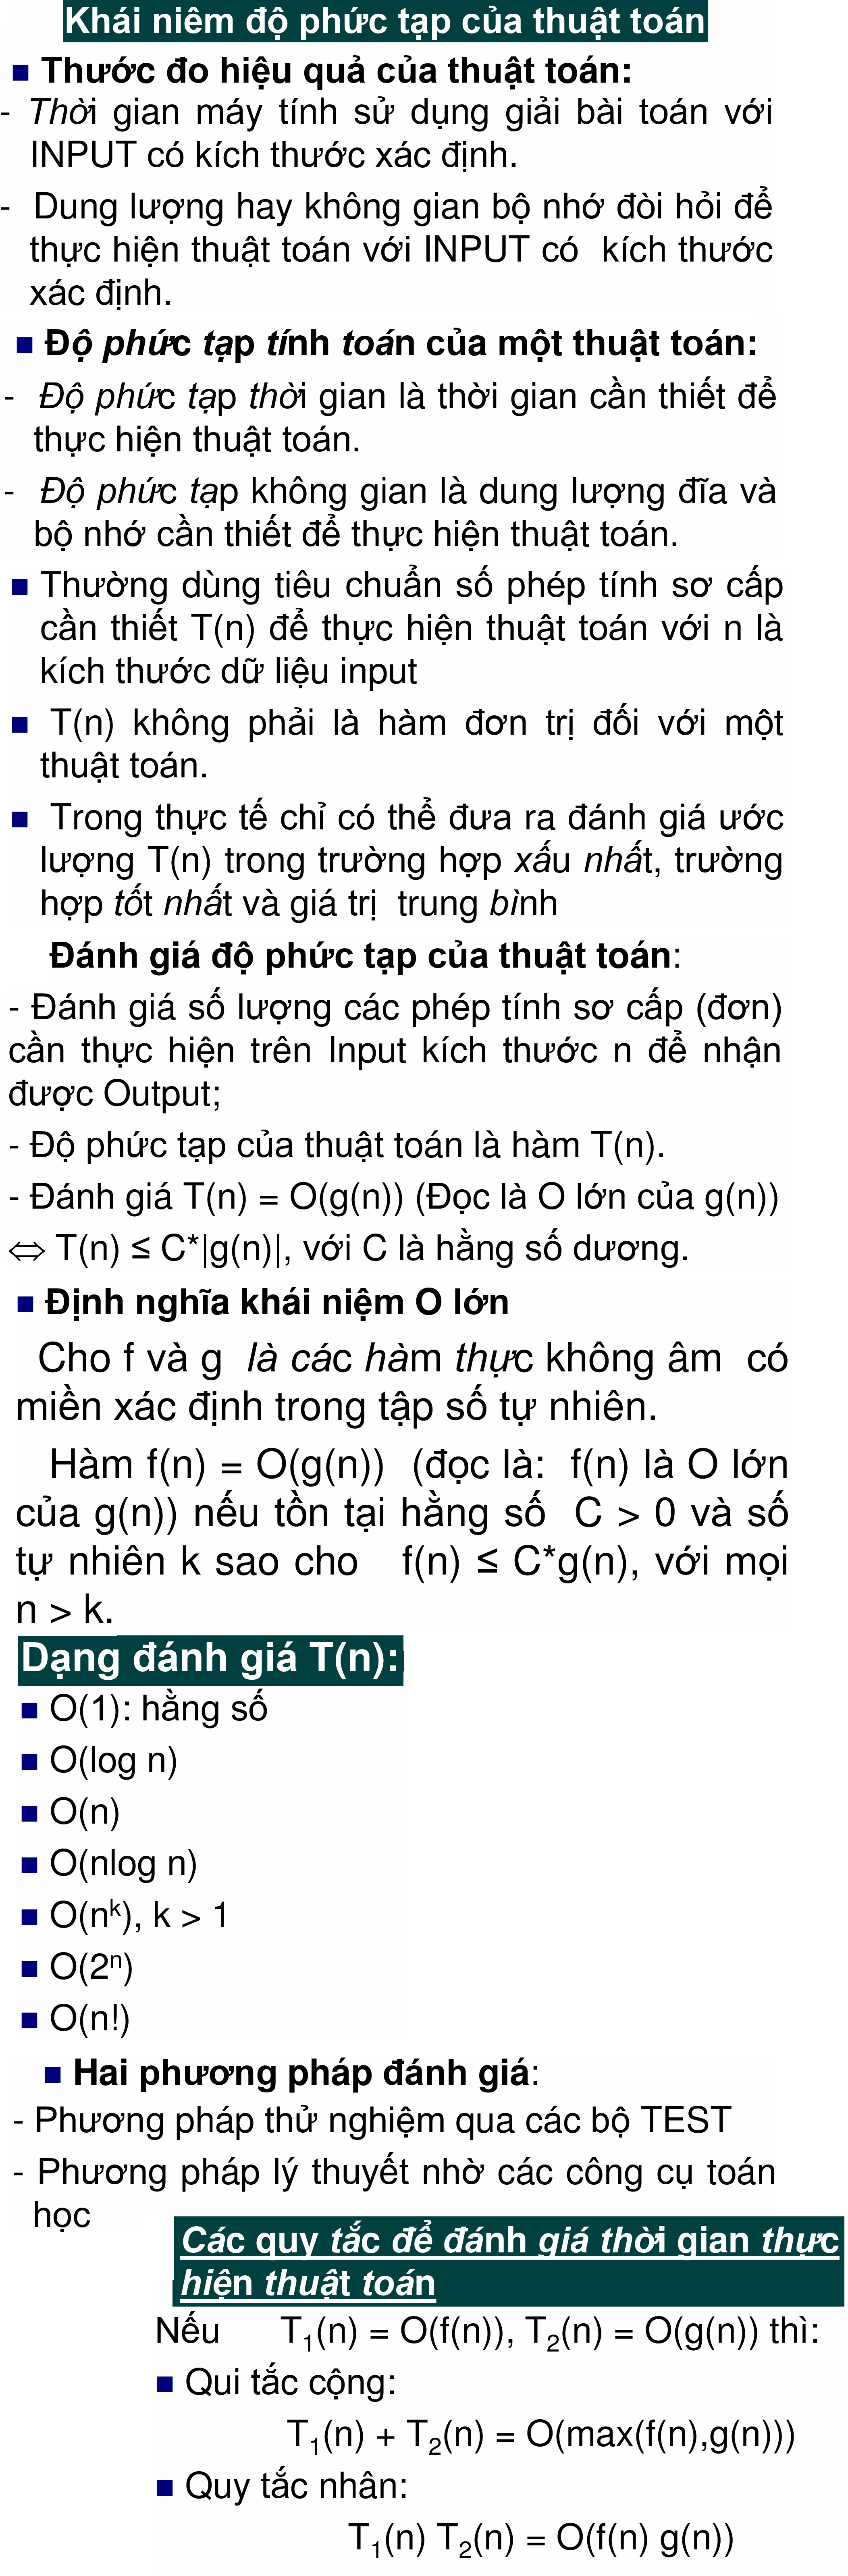 Khái niêm độ phức tạp của thuật toán
■ Thước đo hiệu quả của thuật toán:
- Thời gian máy tính sử dụng giải bài toán với
INPUT có kích thước xác định.
- Dung lượng hay không gian bộ nhớ đòi hỏi để
thực hiện thuật toán với INPUT có kích thước
xác định.
■ Độ phức tạp tính toán của một thuật toán:
- Độ phức tạp thời gian là thời gian cần thiết để
thực hiện thuật toán.
- Độ phức tạp không gian là dung lượng đĩa và
bộ nhớ cần thiết để thực hiện thuật toán.
■ Thường dùng tiêu chuẩn số phép tính sơ cấp
cần thiết T(n) để thực hiện thuật toán với n là
kích thước dữ liệu input
■ T(n) không phải là hàm đơn trị đối với một
thuật toán.
■ Trong thực tế chỉ có thể đưa ra đánh giá ước
lượng T(n) trong trường hợp xấu nhất, trường
hợp tốt nhất và giá trị trung bình
Đánh giá độ phức tạp của thuật toán:
- Đánh giá số lượng các phép tính sơ cấp (đơn)
cần thực hiện trên Input kích thước n để nhận
được Output;
- Độ phức tạp của thuật toán là hàm T(n).
- Đánh giá T(n) = O(g(n)) (Đọc là O lớn của g(n))
⇔ T(n) ≤ C*|g(n)|, với C là hằng số dương.
■ Định nghĩa khái niệm O lớn
Cho f và g là các hàm thực không âm có
miền xác định trong tập số tự nhiên.
Hàm f(n) = O(g(n)) (đọc là: f(n) là O lớn
của g(n)) nếu tồn tại hằng số C > 0 và số
tự nhiên k sao cho f(n) ≤ C*g(n), với mọi
n > k.
Dạng đánh giá T(n):
■ O(1): hằng số
■ O(log n)
■ O(n)
■ O(nlog n)
■ O(nᵏ), k > 1
■ O(2ⁿ)
■ O(n!)
■ Hai phương pháp đánh giá:
- Phương pháp thử nghiệm qua các bộ TEST
- Phương pháp lý thuyết nhờ các công cụ toán
học
Các quy tắc để đánh giá thời gian thực
hiện thuật toán
Nếu T₁(n) = O(f(n)), T₂(n) = O(g(n)) thì:
■ Qui tắc cộng:
T₁(n) + T₂(n) = O(max(f(n),g(n)))
■ Quy tắc nhân:
T₁(n) T₂(n) = O(f(n) g(n))